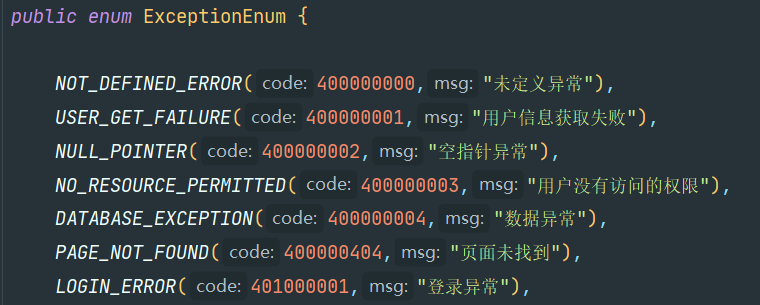 public enum ExceptionEnum {
NOT_DEFINED_ERROR( code: 400000000, msg: "未定义异常"),
USER_GET_FAILURE( code: 400000001, msg: "用户信息获取失败"),
NULL_POINTER( code: 400000002, msg: "空指针异常"),
NO_RESOURCE_PERMITTED( code: 400000003, msg: "用户没有访问的权限"),
DATABASE_EXCEPTION( code: 400000004, msg: "数据异常"),
PAGE_NOT_FOUND( code: 400000404, msg: "页面未找到"),
LOGIN_ERROR( code: 401000001, msg: "登录异常"),